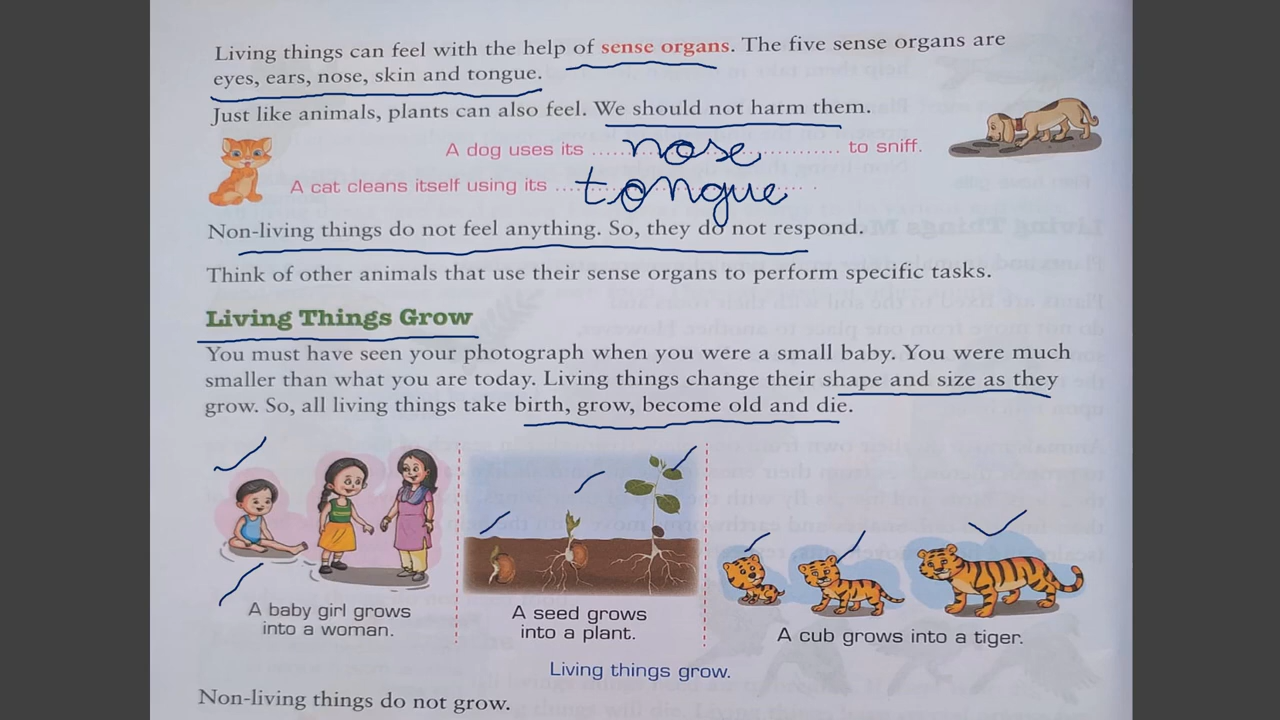 Living things can feel with the help of sense organs. The five sense organs are
eyes, ears, nose, skin and tongue.
Just like animals, plants can also feel. We should not harm them.
A dog uses its ...... nose ...... to sniff.
A cat cleans itself using its ...... tongue ......
Non-living things do not feel anything. So, they do not respond.
Think of other animals that use their sense organs to perform specific tasks.
Living Things Grow
You must have seen your photograph when you were a small baby. You were much
smaller than what you are today. Living things change their shape and size as they
grow. So, all living things take birth, grow, become old and die.
A baby girl grows
into a woman.
A seed grows
into a plant.
A cub grows into a tiger.
Living things grow.
Non-living things do not grow.